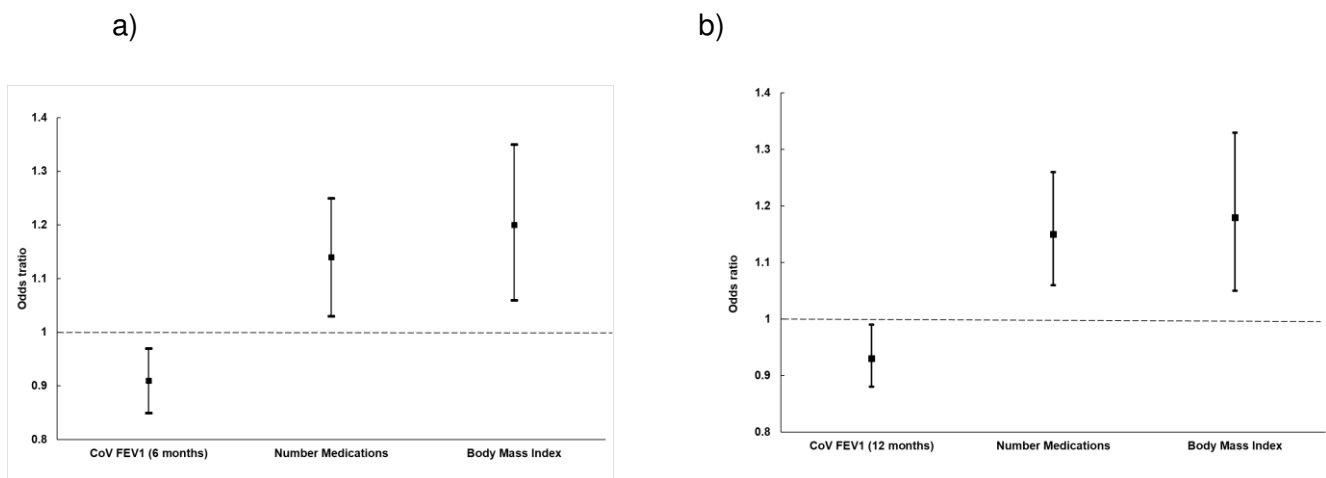 a)
b)
1.4
1.3
1.2
1.1
1
0.9
0.8
Odds tratio
CoV FEV1 (6 months) Number Medications Body Mass Index
1.4
1.3
1.2
1.1
1
0.9
0.8
Odds ratio
CoV FEV1 (12 months) Number Medications Body Mass Index